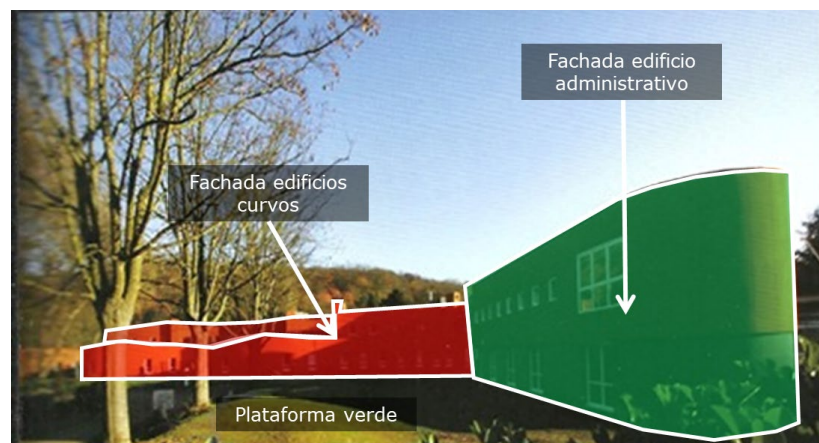 Fachada edificio
administrativo
Fachada edificios
curvos
Plataforma verde